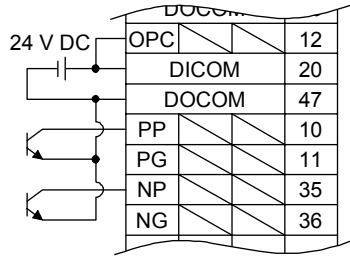 DOCOM
24 V DC
OPC 12
DICOM 20
DOCOM 47
PP 10
PG 11
NP 35
NG 36